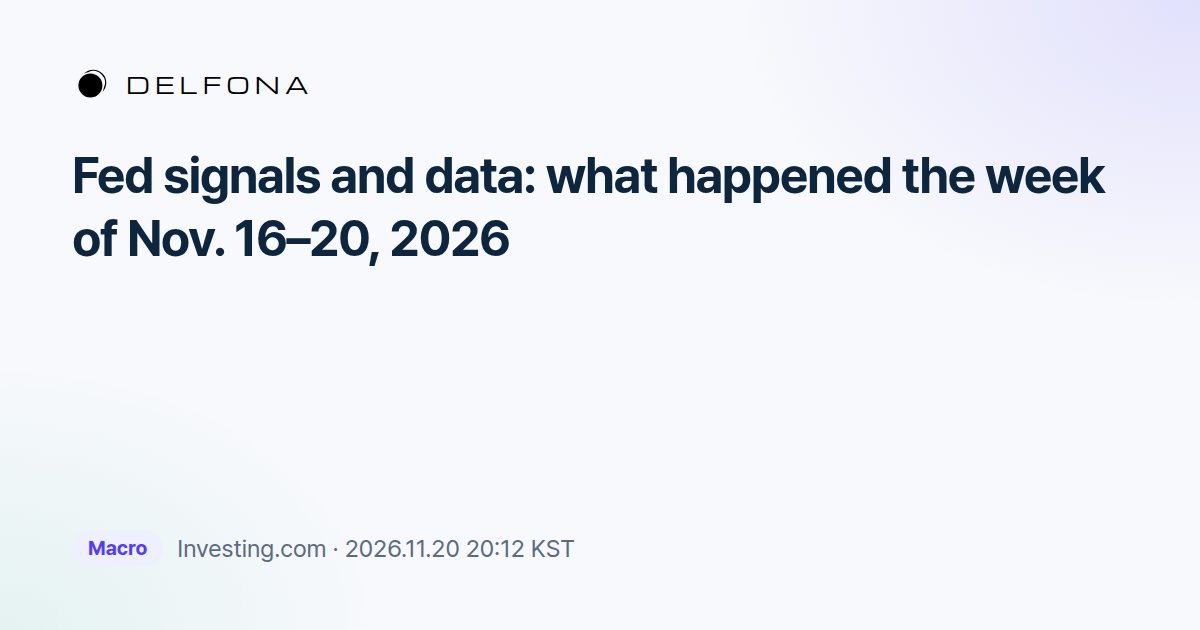 DELFONA
Fed signals and data: what happened the week
of Nov. 16–20, 2026
Macro Investing.com · 2026.11.20 20:12 KST